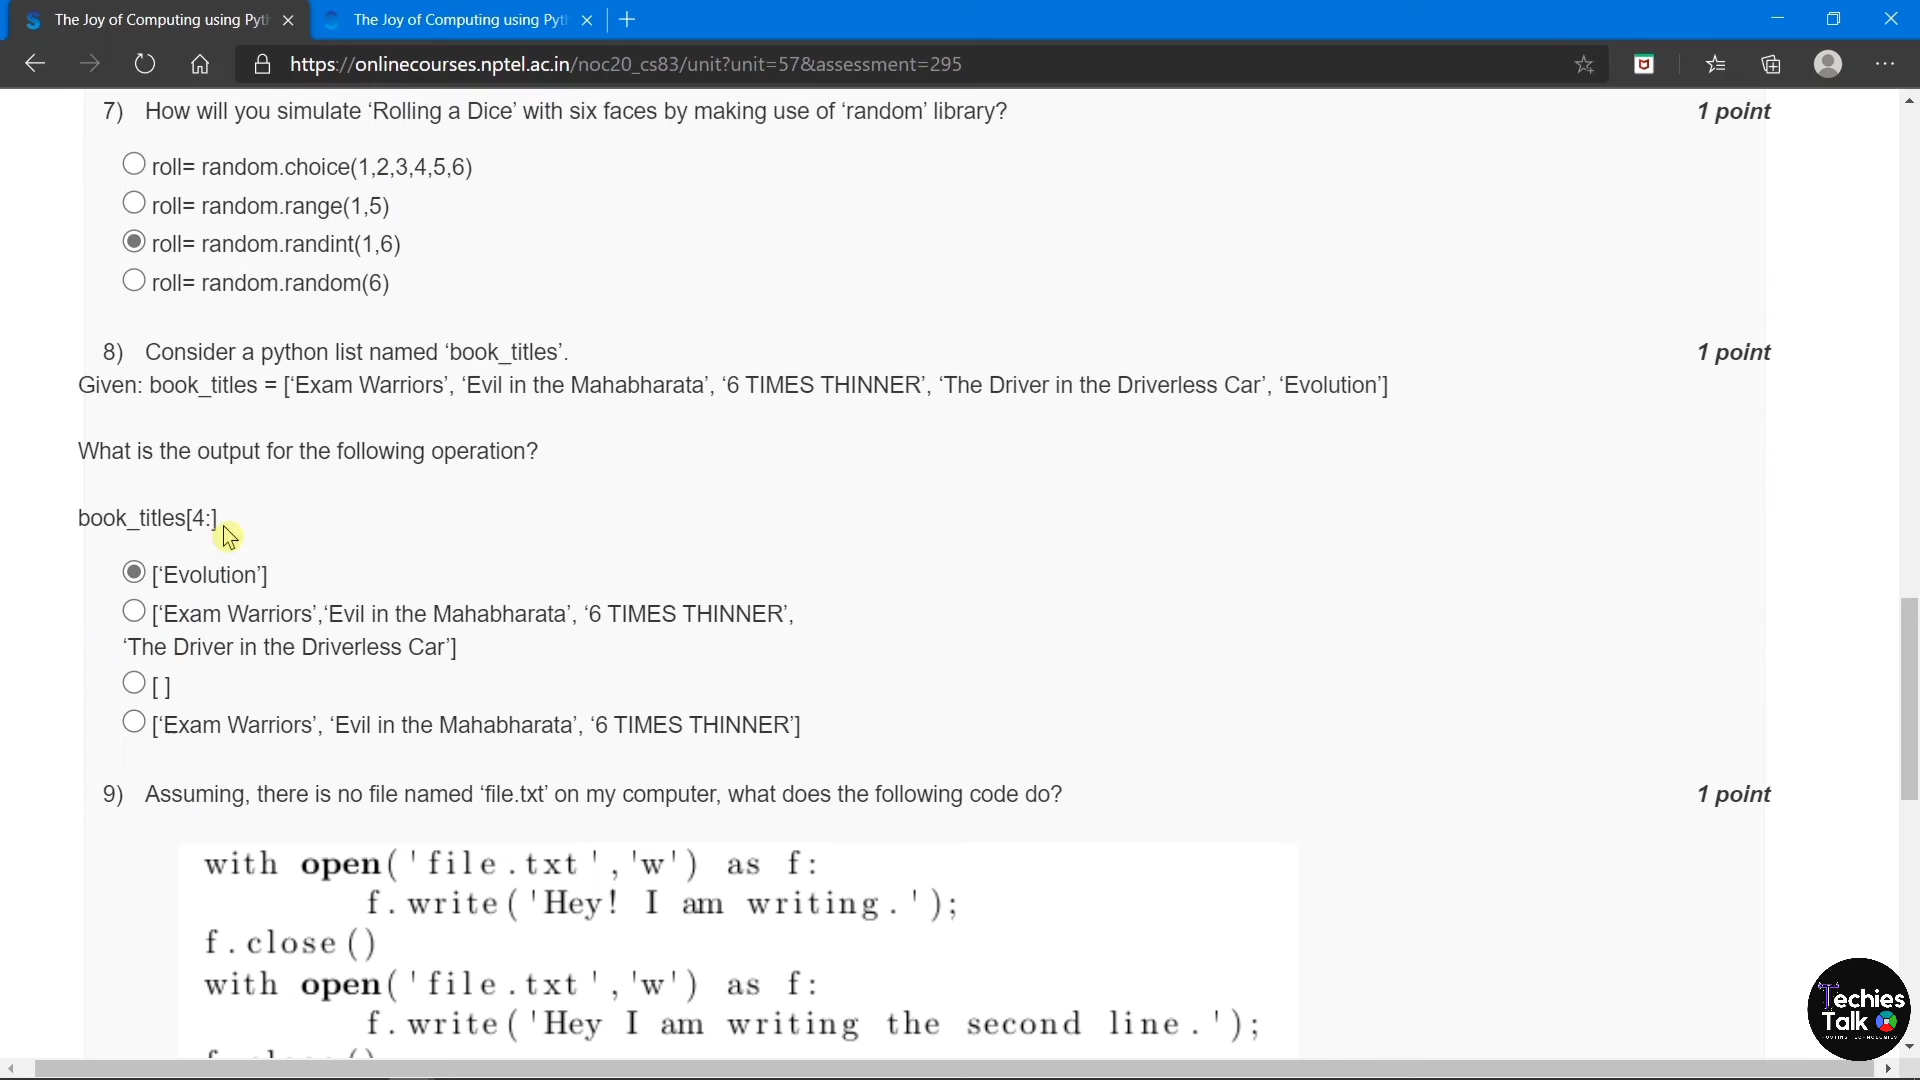 The Joy of Computing using Pyt
The Joy of Computing using Pyt
https://onlinecourses.nptel.ac.in/noc20_cs83/unit?unit=57&assessment=295
7) How will you simulate ‘Rolling a Dice’ with six faces by making use of ‘random’ library? 1 point
roll= random.choice(1,2,3,4,5,6)
roll= random.range(1,5)
roll= random.randint(1,6)
roll= random.random(6)
8) Consider a python list named ‘book_titles’. 1 point
Given: book_titles = [‘Exam Warriors’, ‘Evil in the Mahabharata’, ‘6 TIMES THINNER’, ‘The Driver in the Driverless Car’, ‘Evolution’]
What is the output for the following operation?
book_titles[4:]
[‘Evolution’]
[‘Exam Warriors’,‘Evil in the Mahabharata’, ‘6 TIMES THINNER’,
‘The Driver in the Driverless Car’]
[ ]
[‘Exam Warriors’, ‘Evil in the Mahabharata’, ‘6 TIMES THINNER’]
9) Assuming, there is no file named ‘file.txt’ on my computer, what does the following code do? 1 point
with open('file.txt','w') as f:
f.write('Hey! I am writing.');
f.close()
with open('file.txt','w') as f:
f.write('Hey I am writing the second line.');
Techies
Talk